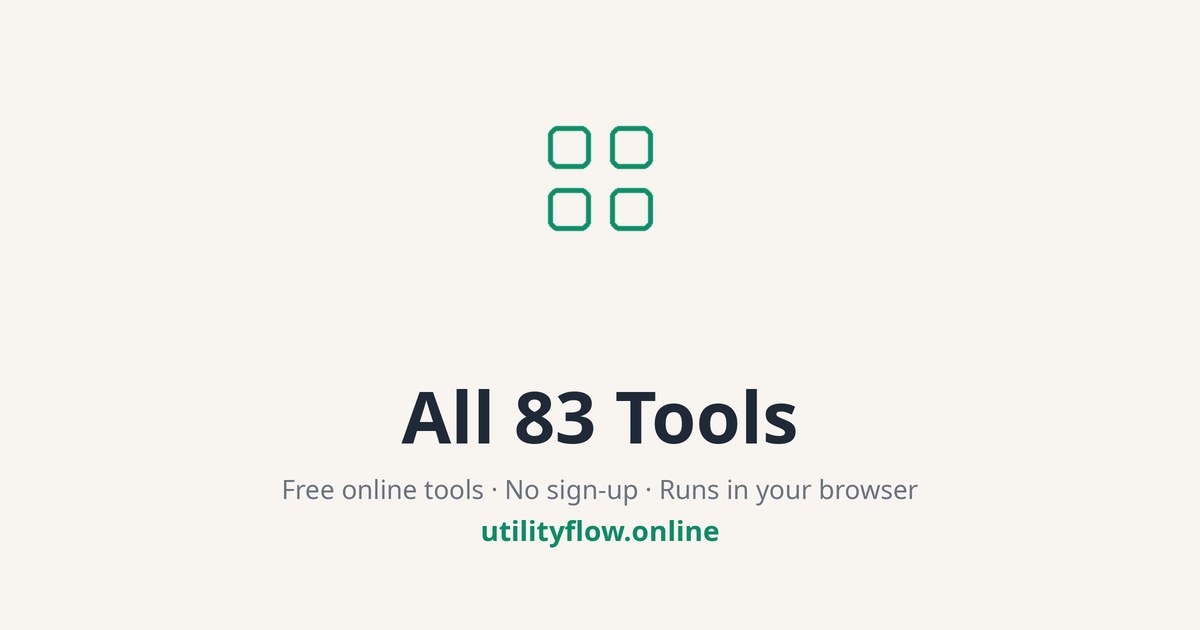 All 83 Tools
Free online tools · No sign-up · Runs in your browser
utilityflow.online